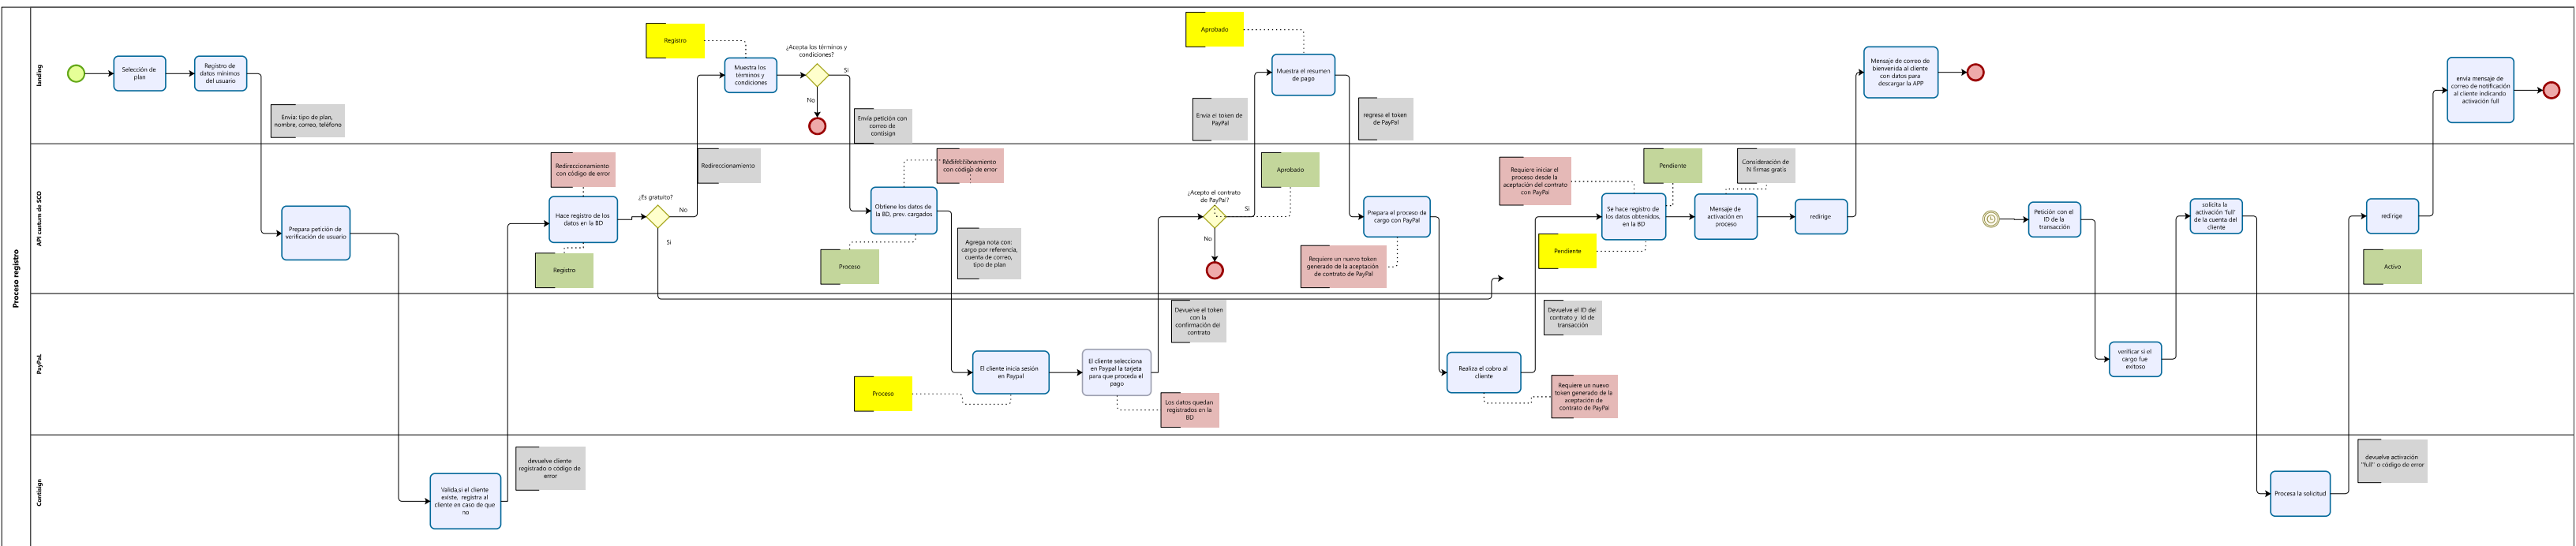 Proceso registro
landing
Selección de
plan
Registro de
datos mínimos
del usuario
Envia: tipo de plan,
nombre, correo, teléfono
Registro
Muestra los
términos y
condiciones
¿Acepta los términos y
condiciones?
Si
No
Envía petición con
correo de
contisign
Aprobado
Muestra el resumen
de pago
Envia el token de
PayPal
regresa el token
de PayPal
Mensaje de correo de
bienvenida al cliente
con datos para
descargar la APP
envia mensaje de
correo de notificación
al cliente indicando
activación full
API custum de SCO
Prepara petición de
verificación de usuario
Redireccionamiento
con código de error
Hace registro de los
datos en la BD
Registro
¿Es gratuito?
No
Si
Redireccionamiento
Redireccionamiento
con código de error
Obtiene los datos de
la BD, prev. cargados
Proceso
Agrega nota con:
cargo por referencia,
cuenta de correo,
tipo de plan
¿Acepto el contrato
de PayPal?
Si
No
Aprobado
Prepara el proceso de
cargo con PayPal
Requiere un nuevo token
generado de la aceptación
de contrato de PayPal
Requiere iniciar el
proceso desde la
aceptación del contrato
con PayPal
Se hace registro de
los datos obtenidos,
en la BD
Pendiente
Pendiente
Mensaje de
activación en
proceso
Consideración de
N firmas gratis
redirige
Petición con el
ID de la
transacción
solicita la
activación "full"
de la cuenta del
cliente
redirige
Activo
PayPaL
Proceso
El cliente inicia sesión
en Paypal
El cliente selecciona
en Paypal la tarjeta
para que proceda el
pago
Devuelve el token
con la
confirmación del
contrato
Los datos quedan
registrados en la
BD
Realiza el cobro al
cliente
Devuelve el ID del
contrato y Id de
transacción
Requiere un nuevo
token generado de la
aceptación de
contrato de PayPal
verificar si el
cargo fue
exitoso
Contisign
Valida,si el cliente
existe, registra al
cliente en caso de que
no
devuelve cliente
registrado o código de
error
Procesa la solicitud
devuelve activación
"full" o código de error